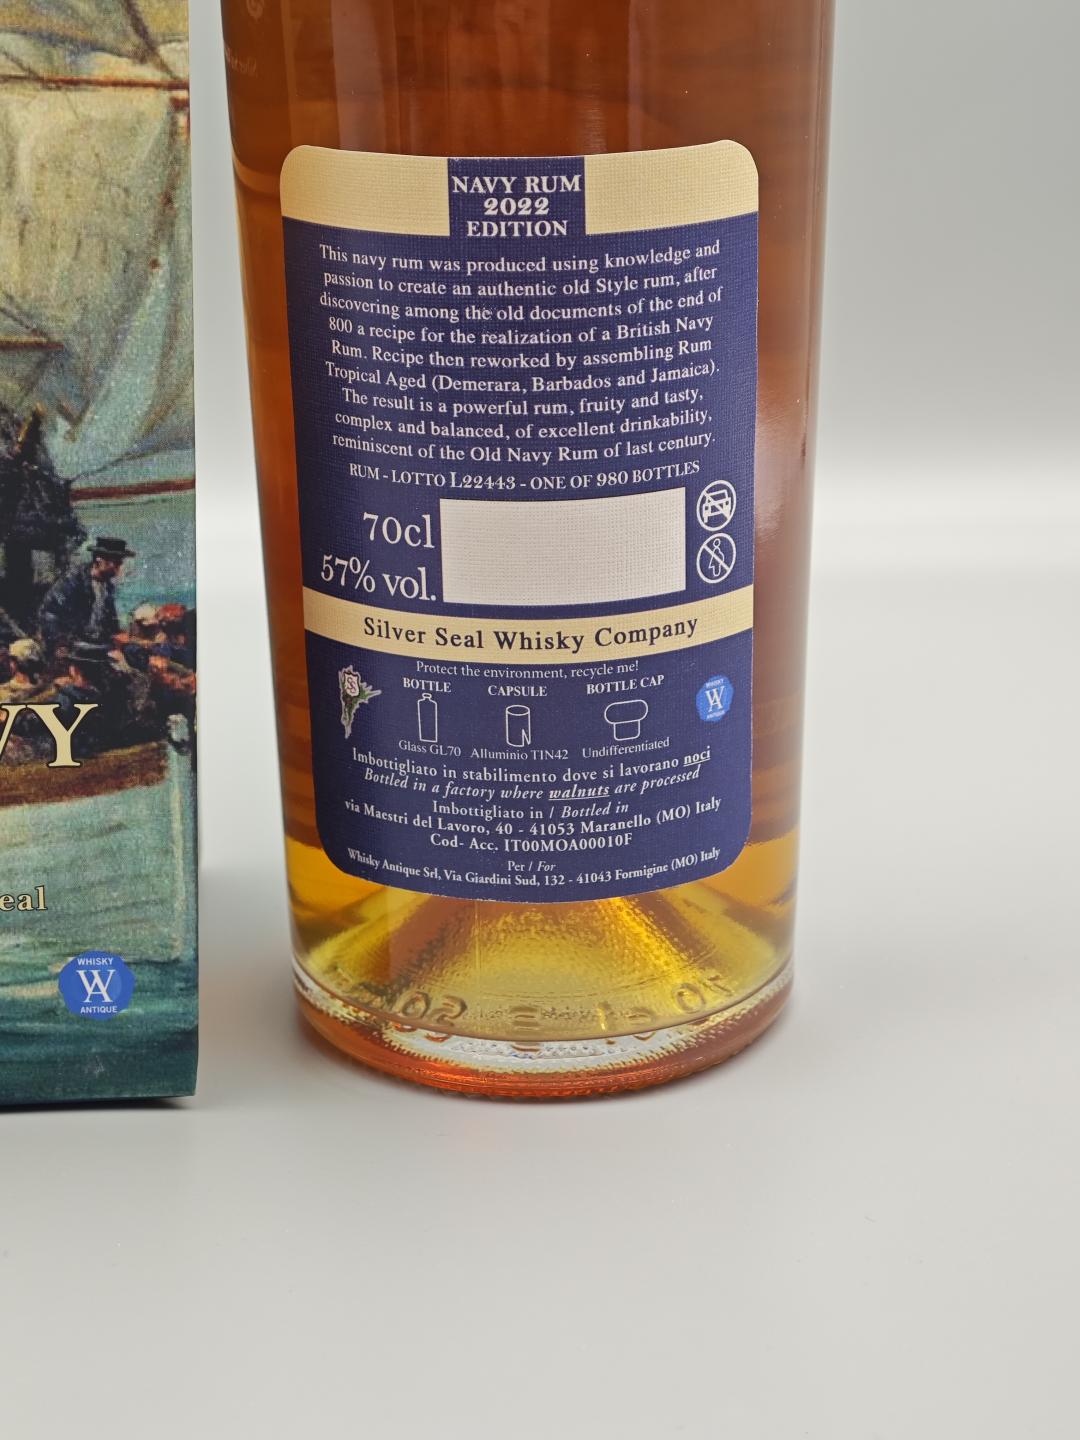 NAVY RUM
2022
EDITION
This navy rum was produced using knowledge and
passion to create an authentic old Style rum, after
discovering among the old documents of the end of
800 a recipe for the realization of a British Navy
Rum. Recipe then reworked by assembling Rum
Tropical Aged (Demerara, Barbados and Jamaica).
The result is a powerful rum, fruity and tasty,
complex and balanced, of excellent drinkability,
reminiscent of the Old Navy Rum of last century.
RUM - LOTTO L22443 - ONE OF 980 BOTTLES
70cl
57% vol.
Silver Seal Whisky Company
Protect the environment, recycle me!
BOTTLE CAPSULE BOTTLE CAP
Glass GL70 Alluminio TIN42 Undifferentiated
WHISKY
WA
ANTIQUE
Imbottigliato in stabilimento dove si lavorano noci
Bottled in a factory where walnuts are processed
Imbottigliato in / Bottled in
via Maestri del Lavoro, 40 - 41053 Maranello (MO) Italy
Cod- Acc. IT00MOA00010F
Per / For
Whisky Antique Srl, Via Giardini Sud, 132 - 41043 Formigine (MO) Italy
VY
eal
WHISKY
WA
ANTIQUE